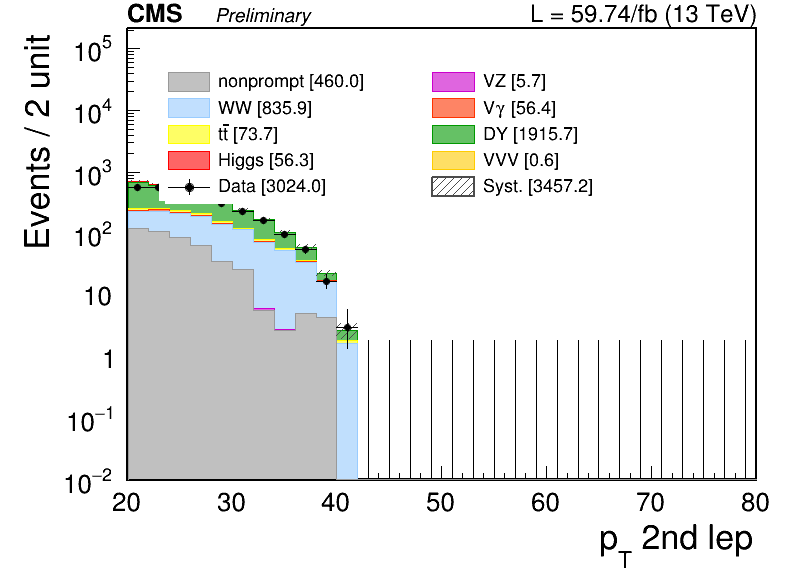 CMS Preliminary L = 59.74/fb (13 TeV)
Events / 2 unit
10^5
10^4
10^3
10^2
10
1
10^−1
10^−2
nonprompt [460.0]
WW [835.9]
tt̄ [73.7]
Higgs [56.3]
Data [3024.0]
VZ [5.7]
Vγ [56.4]
DY [1915.7]
VVV [0.6]
Syst. [3457.2]
20 30 40 50 60 70 80
p_T 2nd lep